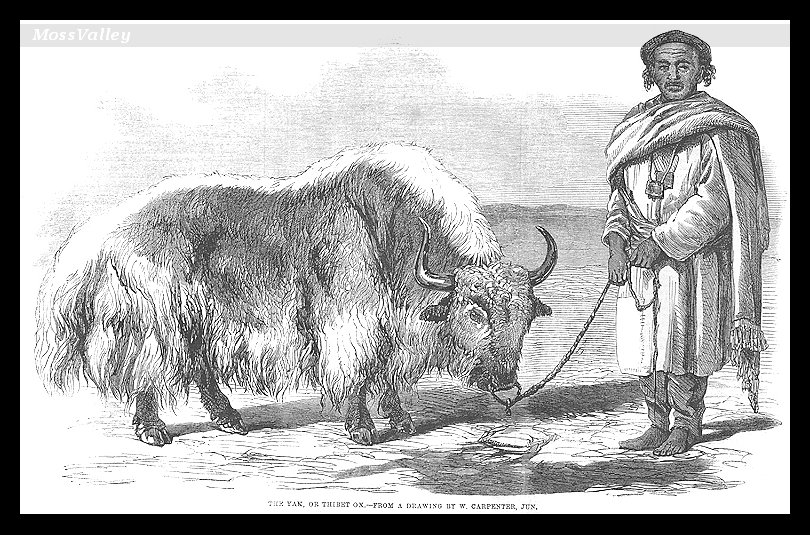 MossValley
THE YAK, OR THIBET OX.—FROM A DRAWING BY W. CARPENTER, JUN.